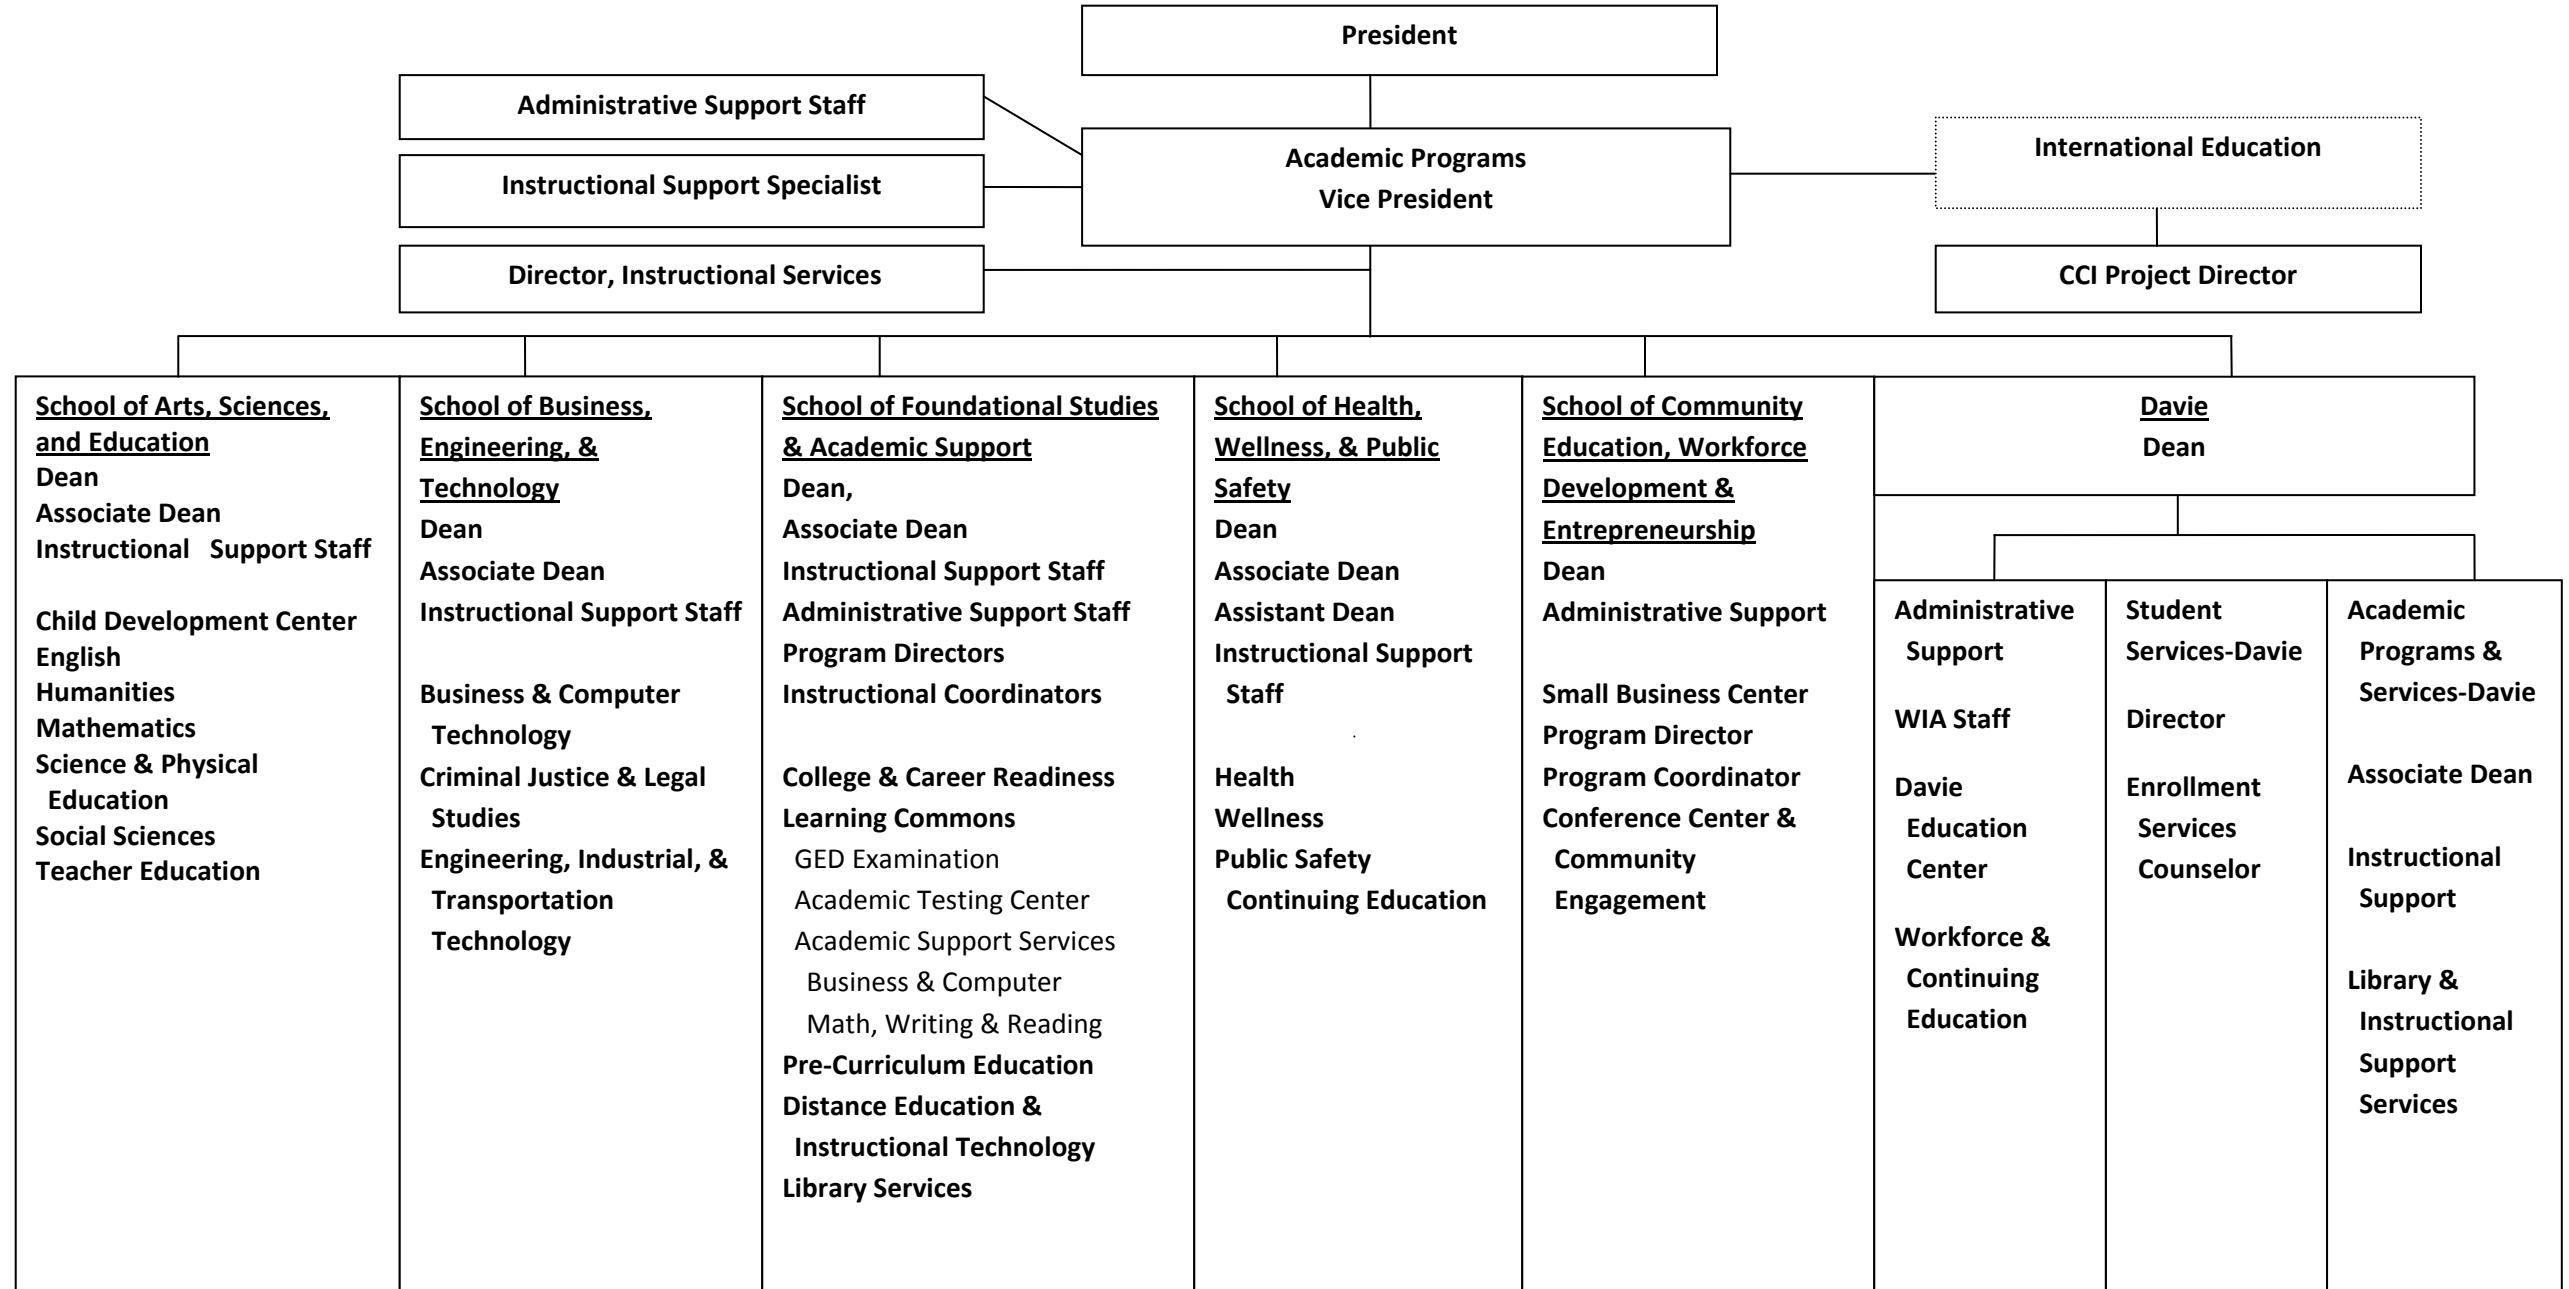 President
Administrative Support Staff
Academic Programs
Vice President
International Education
Instructional Support Specialist
Director, Instructional Services
CCI Project Director
School of Arts, Sciences,
and Education
Dean
Associate Dean
Instructional   Support Staff
Child Development Center
English
Humanities
Mathematics
Science & Physical
Education
Social Sciences
Teacher Education
School of Business,
Engineering, &
Technology
Dean
Associate Dean
Instructional Support Staff
Business & Computer
Technology
Criminal Justice & Legal
Studies
Engineering, Industrial, &
Transportation
Technology
School of Foundational Studies
& Academic Support
Dean,
Associate Dean
Instructional Support Staff
Administrative Support Staff
Program Directors
Instructional Coordinators
College & Career Readiness
Learning Commons
GED Examination
Academic Testing Center
Academic Support Services
Business & Computer
Math, Writing & Reading
Pre-Curriculum Education
Distance Education &
Instructional Technology
Library Services
School of Health,
Wellness, & Public
Safety
Dean
Associate Dean
Assistant Dean
Instructional Support
Staff
.
Health
Wellness
Public Safety
Continuing Education
School of Community
Education, Workforce
Development &
Entrepreneurship
Dean
Administrative Support
Small Business Center
Program Director
Program Coordinator
Conference Center &
Community
Engagement
Davie
Dean
Administrative
Support
WIA Staff
Davie
Education
Center
Workforce &
Continuing
Education
Student
Services-Davie
Director
Enrollment
Services
Counselor
Academic
Programs &
Services-Davie
Associate Dean
Instructional
Support
Library &
Instructional
Support
Services